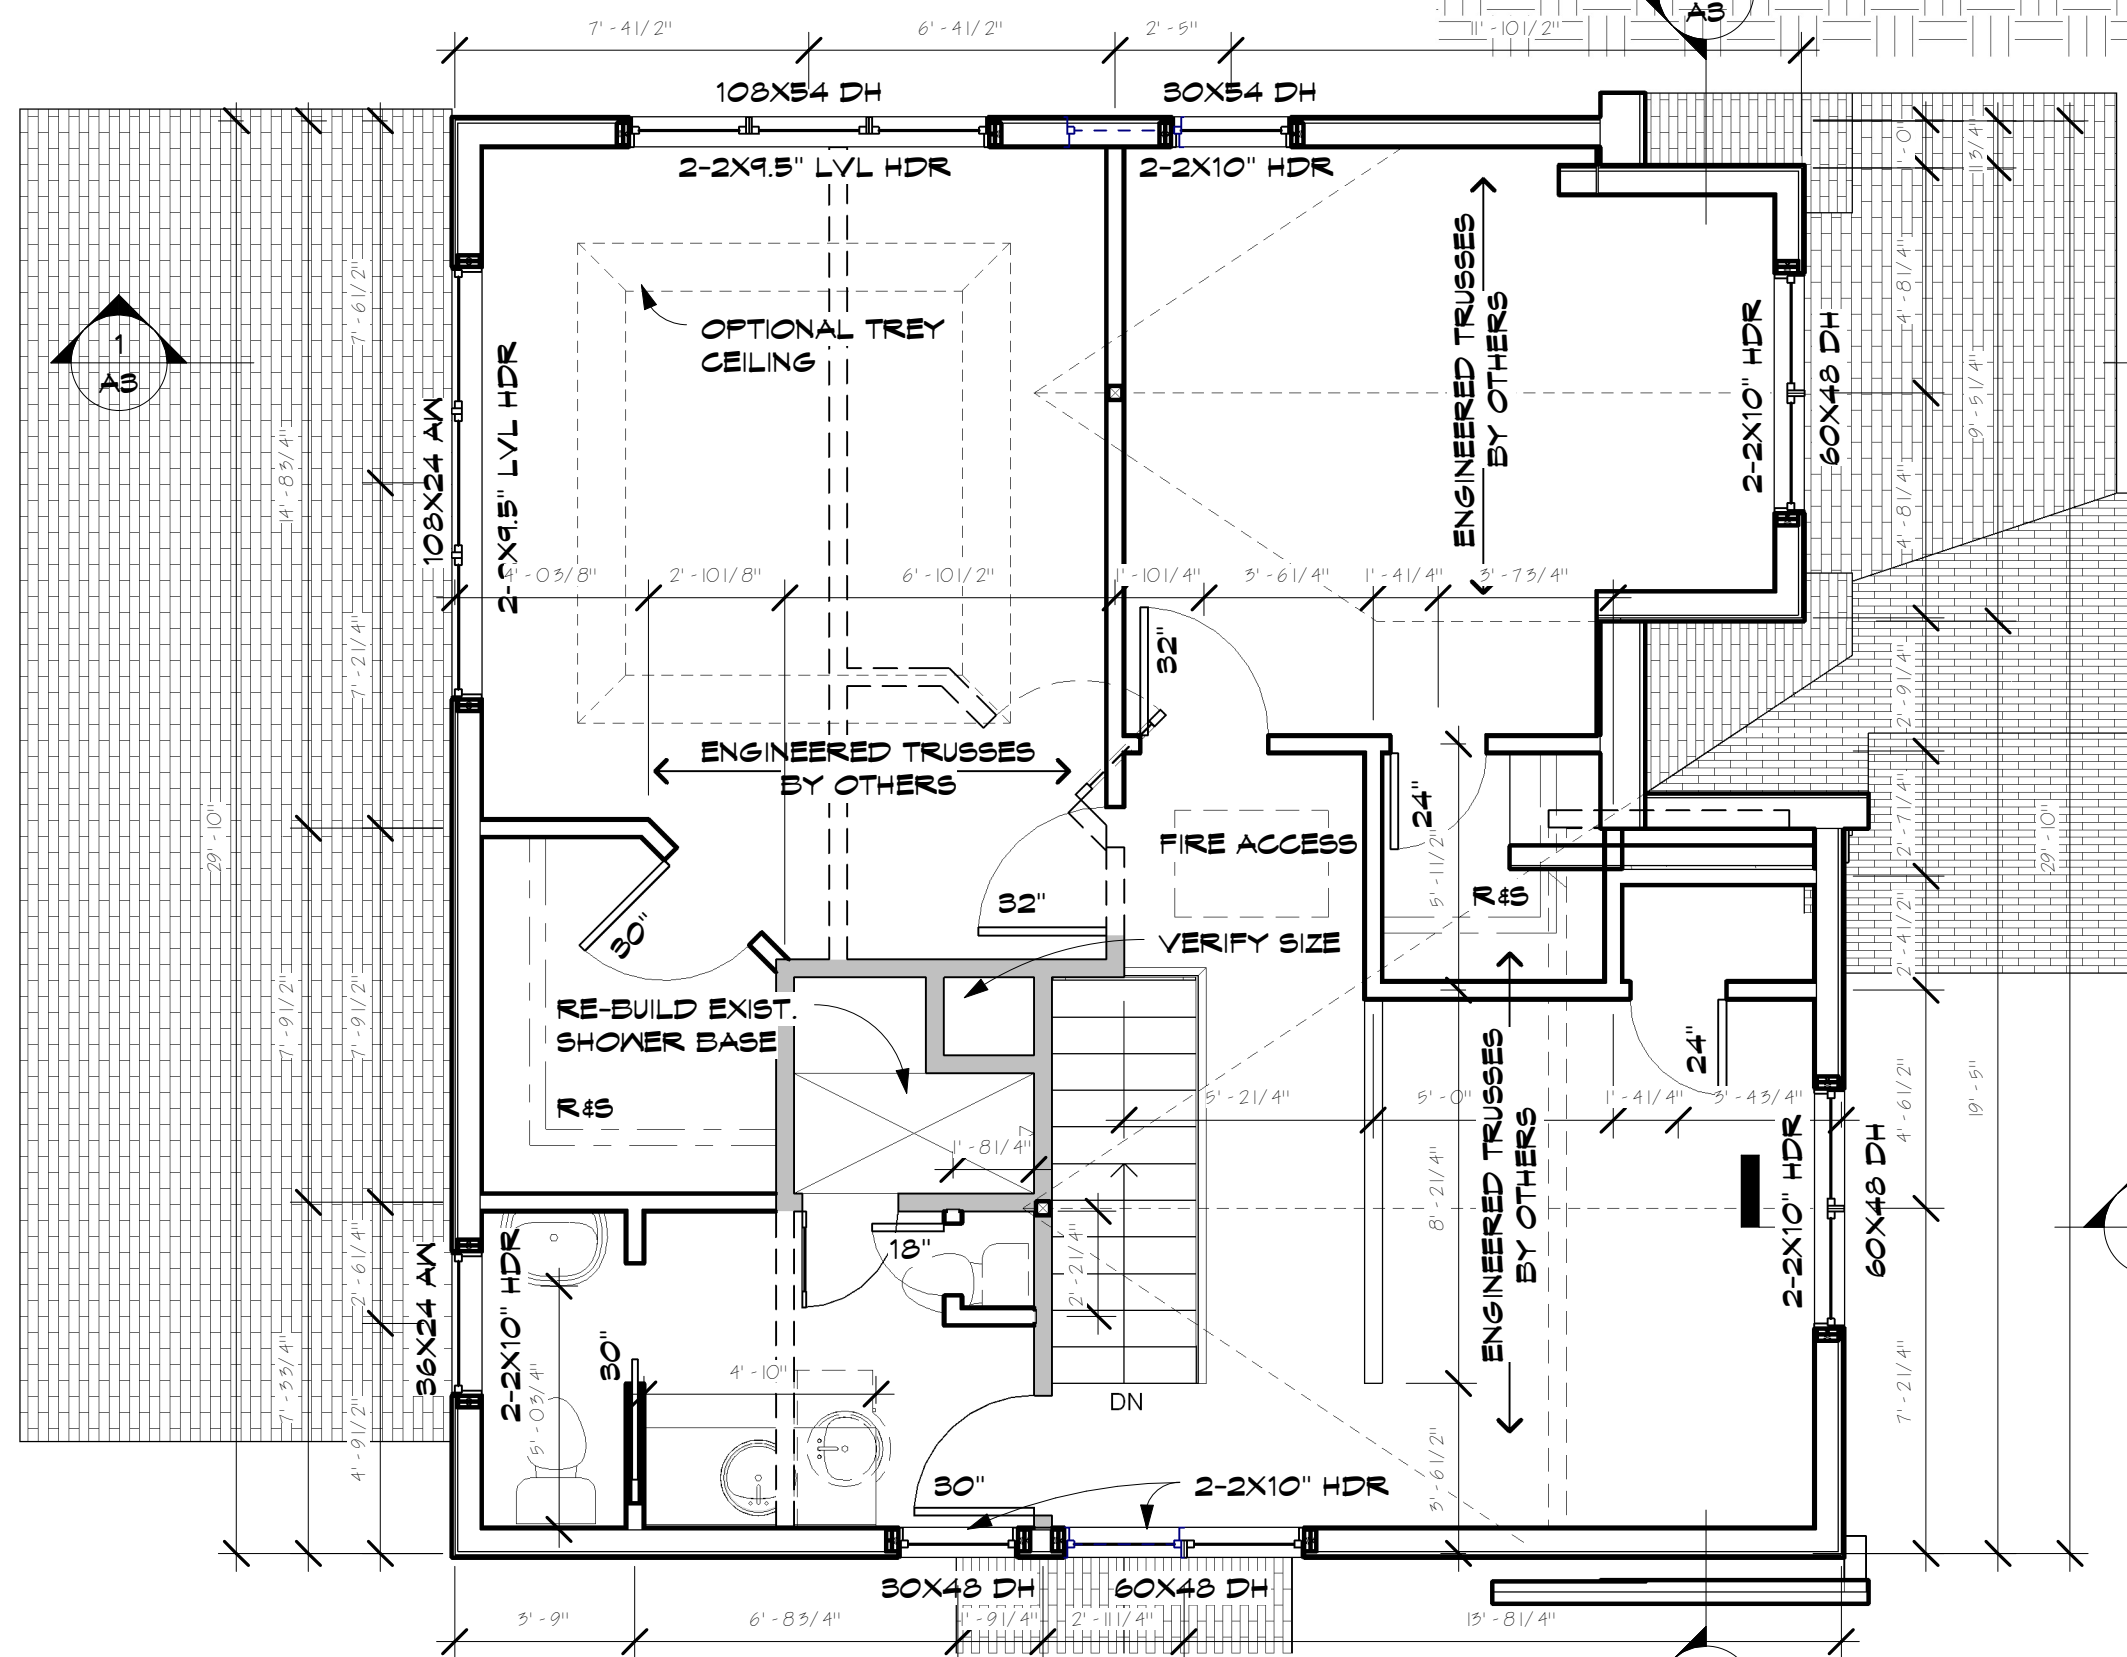 A3
7'-4 1/2"
6'-4 1/2"
2'-5"
11'-10 1/2"
108X54 DH
30X54 DH
2-2X9.5" LVL HDR
2-2X10" HDR
1'-0"
7'-6 1/2"
4'-8 1/4"
ENGINEERED TRUSSES
BY OTHERS
1
A3
OPTIONAL TREY
CEILING
2-2X10" HDR
60X48 DH
9'-5 1/4"
108X24 AW
2-2X9.5" LVL HDR
14'-8 3/4"
4'-8 1/4"
4'-0 3/8"
2'-10 1/8"
6'-10 1/2"
1'-10 1/4"
3'-6 1/4"
1'-4 1/4"
3'-7 3/4"
7'-2 1/4"
32"
2'-9 1/4"
ENGINEERED TRUSSES
BY OTHERS
24"
29'-10"
FIRE ACCESS
5'-11 1/2"
2'-7 1/4"
29'-10"
32"
R&S
30"
VERIFY SIZE
2'-4 1/2"
RE-BUILD EXIST.
SHOWER BASE
7'-9 1/2"
7'-9 1/2"
24"
R&S
5'-2 1/4"
5'-0"
1'-4 1/4"
3'-4 3/4"
4'-6 1/2"
19'-5"
1'-8 1/4"
ENGINEERED TRUSSES
BY OTHERS
8'-2 1/4"
2-2X10" HDR
60X48 DH
18"
2'-2 1/4"
2'-6 1/4"
36X24 AW
2-2X10" HDR
30"
7'-3 3/4"
5'-0 3/4"
4'-10"
DN
7'-2 1/4"
4'-9 1/2"
30"
2-2X10" HDR
3'-6 1/2"
30X48 DH
60X48 DH
3'-9"
6'-8 3/4"
1'-9 1/4"
2'-11 1/4"
13'-8 1/4"